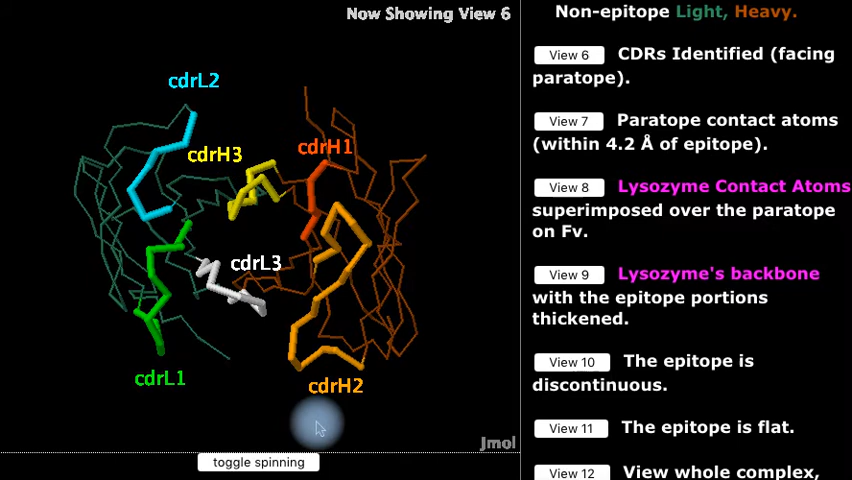 Now Showing View 6
cdrL2
cdrH3
cdrH1
cdrL3
cdrL1
cdrH2
Jmol
toggle spinning
Non-epitope Light, Heavy.
View 6 CDRs Identified (facing
paratope).
View 7 Paratope contact atoms
(within 4.2 Å of epitope).
View 8 Lysozyme Contact Atoms
superimposed over the paratope
on Fv.
View 9 Lysozyme's backbone
with the epitope portions
thickened.
View 10 The epitope is
discontinuous.
View 11 The epitope is flat.
View 12 View whole complex,